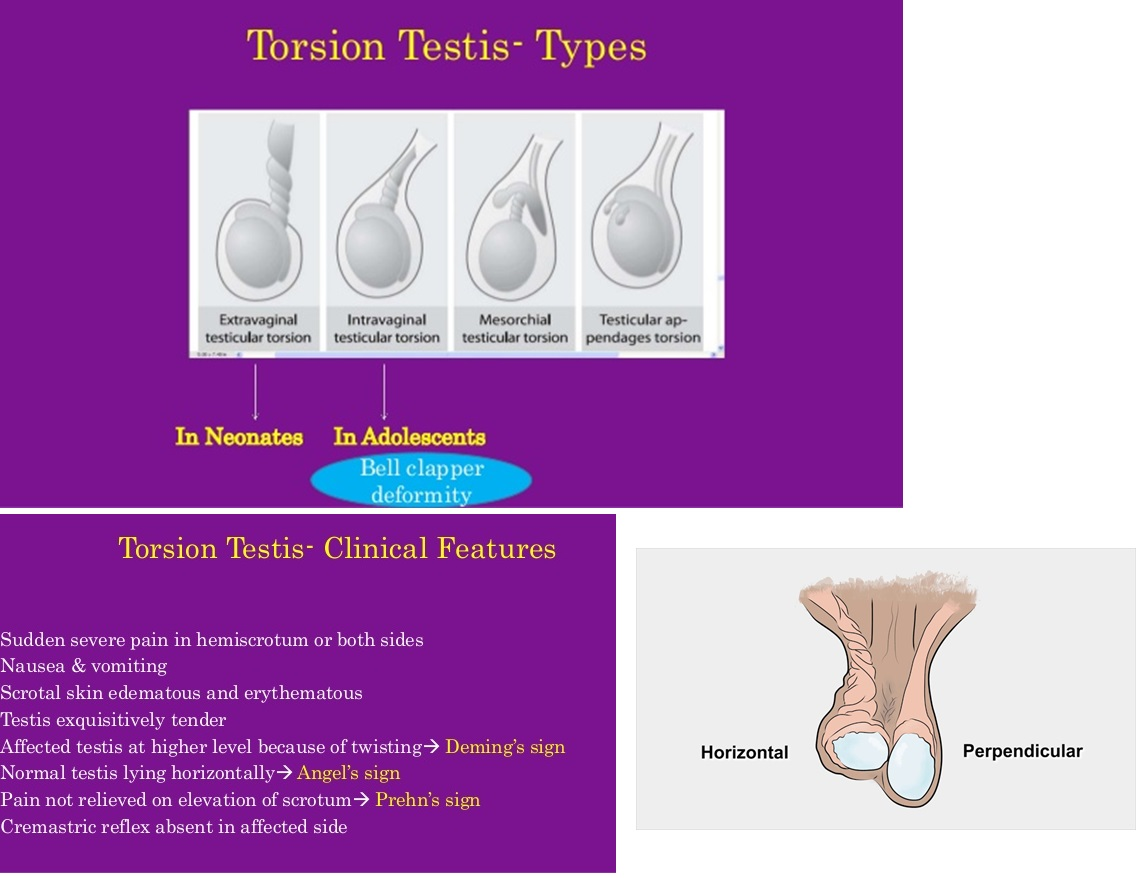 Torsion Testis- Types
Extravaginal
testicular torsion
Intravaginal
testicular torsion
Mesorchial
testicular torsion
Testicular ap-
pendages torsion
In Neonates
In Adolescents
Bell clapper
deformity
Torsion Testis- Clinical Features
Sudden severe pain in hemiscrotum or both sides
Nausea & vomiting
Scrotal skin edematous and erythematous
Testis exquisitively tender
Affected testis at higher level because of twisting→ Deming's sign
Normal testis lying horizontally→ Angel's sign
Pain not relieved on elevation of scrotum→ Prehn's sign
Cremastric reflex absent in affected side
Horizontal
Perpendicular